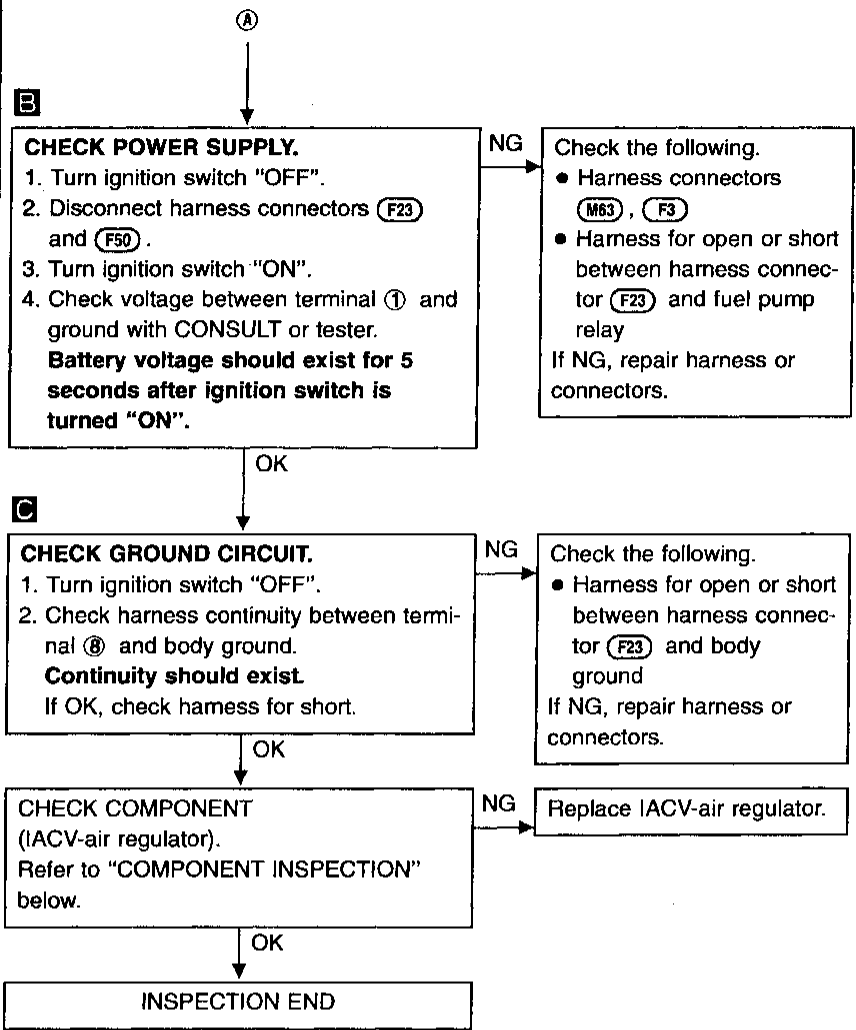 Ⓐ
B
CHECK POWER SUPPLY.
1. Turn ignition switch "OFF".
2. Disconnect harness connectors F23
and F50 .
3. Turn ignition switch "ON".
4. Check voltage between terminal ① and
ground with CONSULT or tester.
Battery voltage should exist for 5
seconds after ignition switch is
turned "ON".
NG
Check the following.
● Harness connectors
M63 , F3
● Harness for open or short
between harness connec-
tor F23 and fuel pump
relay
If NG, repair harness or
connectors.
OK
C
CHECK GROUND CIRCUIT.
1. Turn ignition switch "OFF".
2. Check harness continuity between termi-
nal ⑧ and body ground.
Continuity should exist.
If OK, check harness for short.
NG
Check the following.
● Harness for open or short
between harness connec-
tor F23 and body
ground
If NG, repair harness or
connectors.
OK
CHECK COMPONENT
(IACV-air regulator).
Refer to "COMPONENT INSPECTION"
below.
NG
Replace IACV-air regulator.
OK
INSPECTION END